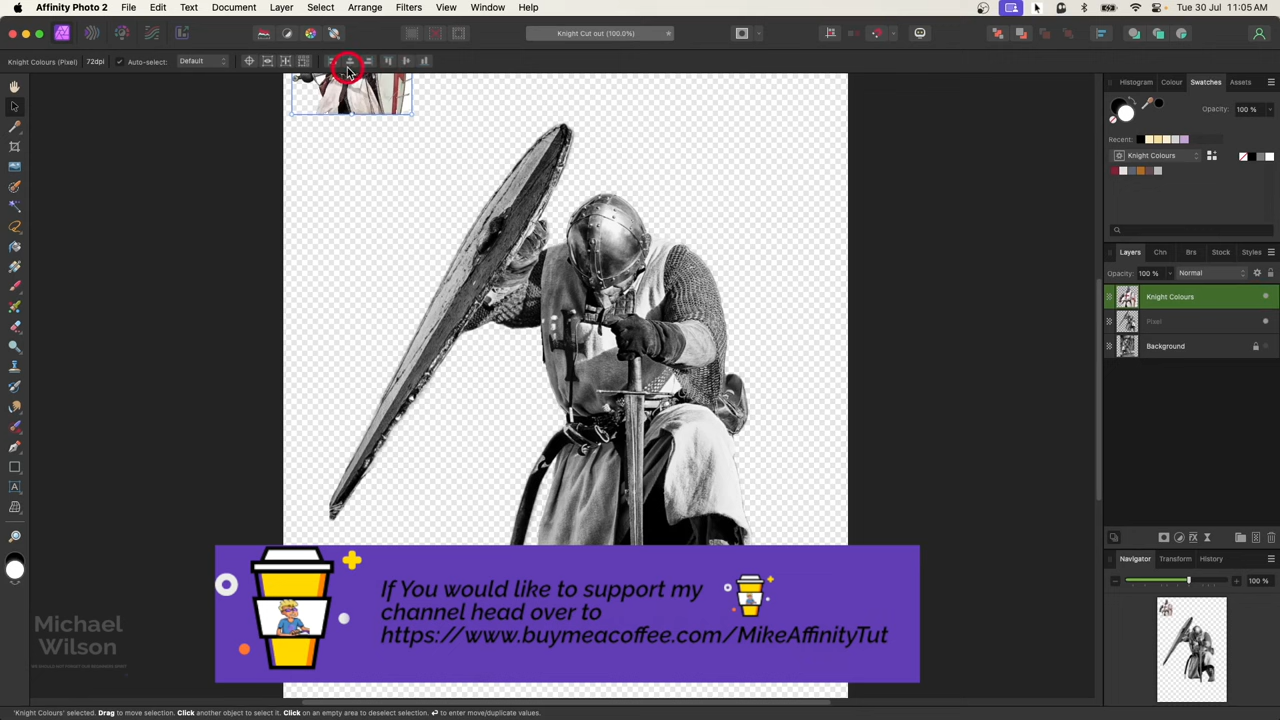 Affinity Photo 2 File Edit Text Document Layer Select Arrange Filters View Window Help
Tue 30 Jul 11:05 AM
Knight Cut out (100.0%)
Knight Colours (Pixel) 72dpi Auto-select: Default
Histogram Colour Swatches Assets
Opacity: 100 %
Recent:
Knight Colours
Layers Chn Brs Stock Styles
Opacity: 100 % Normal
Knight Colours
Pixel
Background
Navigator Transform History
100 %
If You would like to support my
channel head over to
https://www.buymeacoffee.com/MikeAffinityTut
Michael
Wilson
'Knight Colours' selected. Drag to move selection. Click another object to select it. Click on an empty area to deselect selection. ⏎ to enter move/duplicate values.